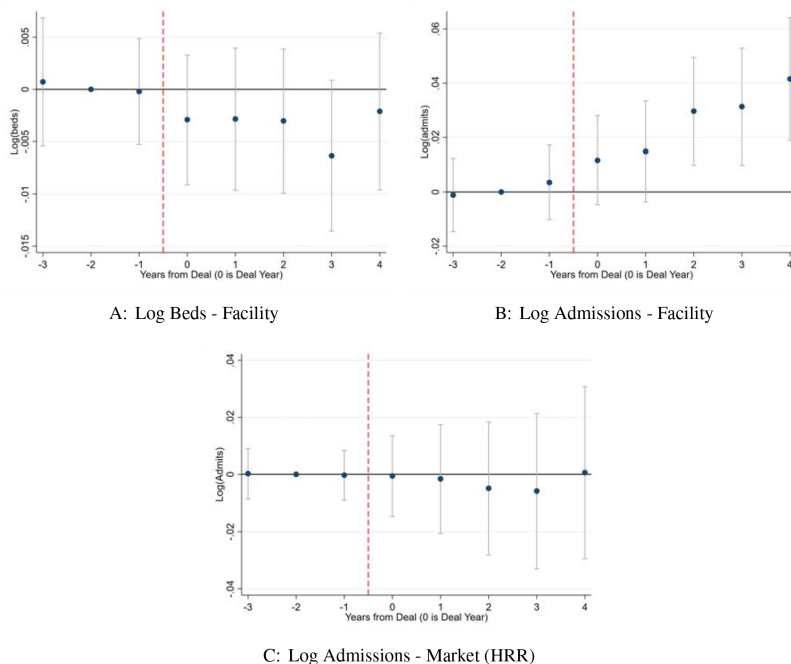 .005
0
-.005
-.01
-.015
Log(beds)
-3 -2 -1 0 1 2 3 4
Years from Deal (0 is Deal Year)
A: Log Beds - Facility
.06
.04
.02
0
-.02
Log(admits)
-3 -2 -1 0 1 2 3 4
Years from Deal (0 is Deal Year)
B: Log Admissions - Facility
.04
.02
0
-.02
-.04
Log(Admits)
-3 -2 -1 0 1 2 3 4
Years from Deal (0 is Deal Year)
C: Log Admissions - Market (HRR)